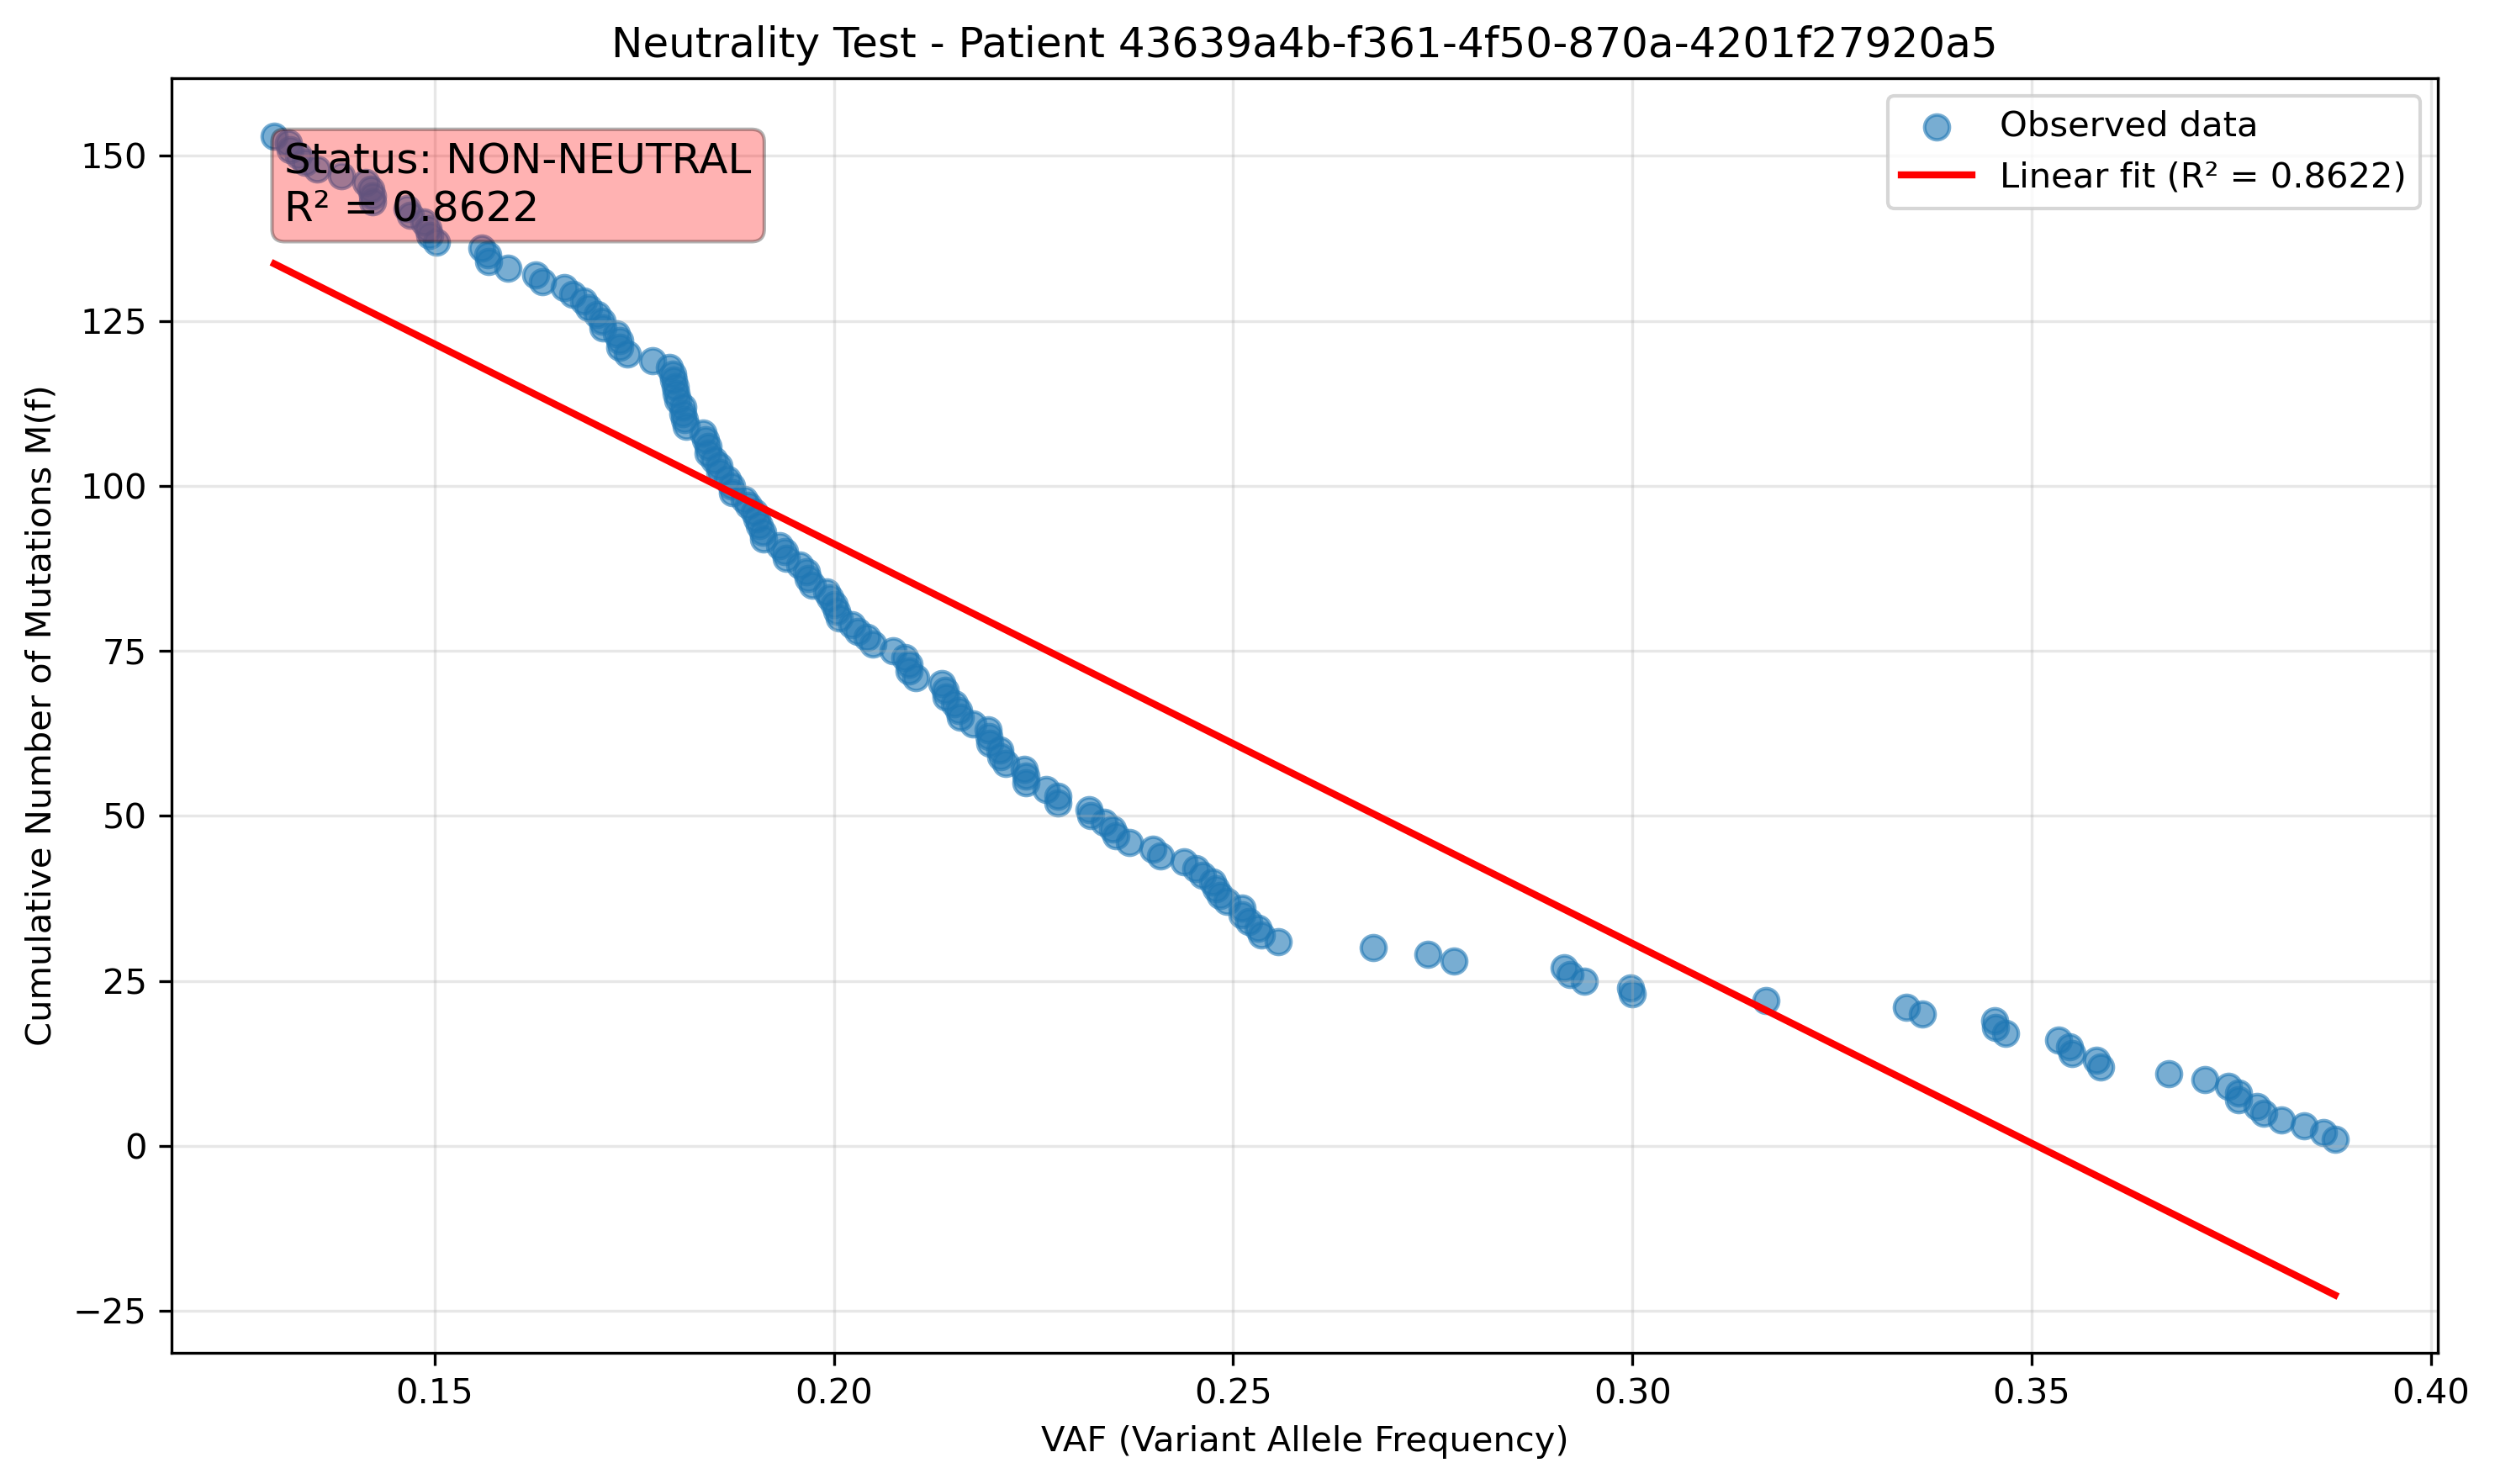 Neutrality Test - Patient 43639a4b-f361-4f50-870a-4201f27920a5
Status: NON-NEUTRAL
R² = 0.8622
Observed data
Linear fit (R² = 0.8622)
Cumulative Number of Mutations M(f)
150
125
100
75
50
25
0
−25
0.15
0.20
0.25
0.30
0.35
0.40
VAF (Variant Allele Frequency)